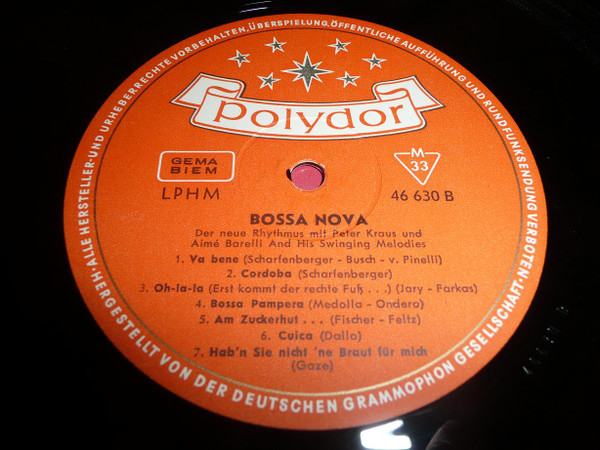 ALLE HERSTELLER-UND URHEBERRECHTE VORBEHALTEN, ÜBERSPIELUNG, ÖFFENTLICHE AUFFÜHRUNG UND RUNDFUNKSENDUNG VERBOTEN.
Polydor
GEMA
BIEM
LPHM
M
33
46 630 B
BOSSA NOVA
Der neue Rhythmus mit Peter Kraus und
Aimé Barelli And His Swinging Melodies
1. Va bene (Scharfenberger - Busch - v. Pinelli)
2. Cordoba (Scharfenberger)
3. Oh-la-la (Erst kommt der rechte Fuß . . .) (Jary - Farkas)
4. Bossa Pampera (Medolla - Ondero)
5. Am Zuckerhut . . . (Fischer - Feltz)
6. Cuica (Dallo)
7. Hab'n Sie nicht 'ne Braut für mich
(Gaze)
HERGESTELLT VON DER DEUTSCHEN GRAMMOPHON GESELLSCHAFT